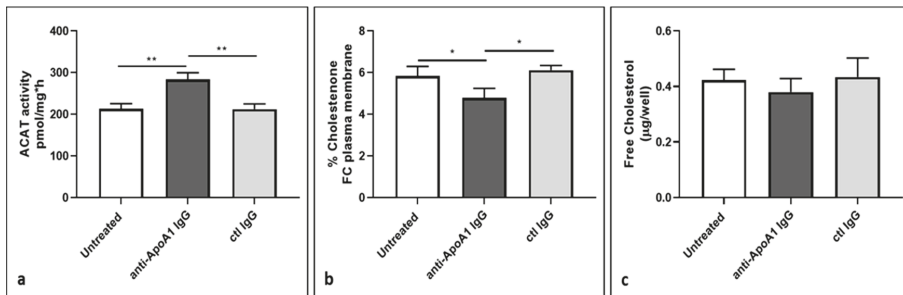 400
300
200
100
0
ACAT activity
pmol/mg*h
**
**
Untreated
anti-ApoA1 IgG
ctl IgG
a
8
6
4
2
0
% Cholestenone
FC plasma membrane
*
*
Untreated
anti-ApoA1 IgG
ctl IgG
b
0.6
0.4
0.2
0.0
Free Cholesterol
(µg/well)
Untreated
anti-ApoA1 IgG
ctl IgG
c